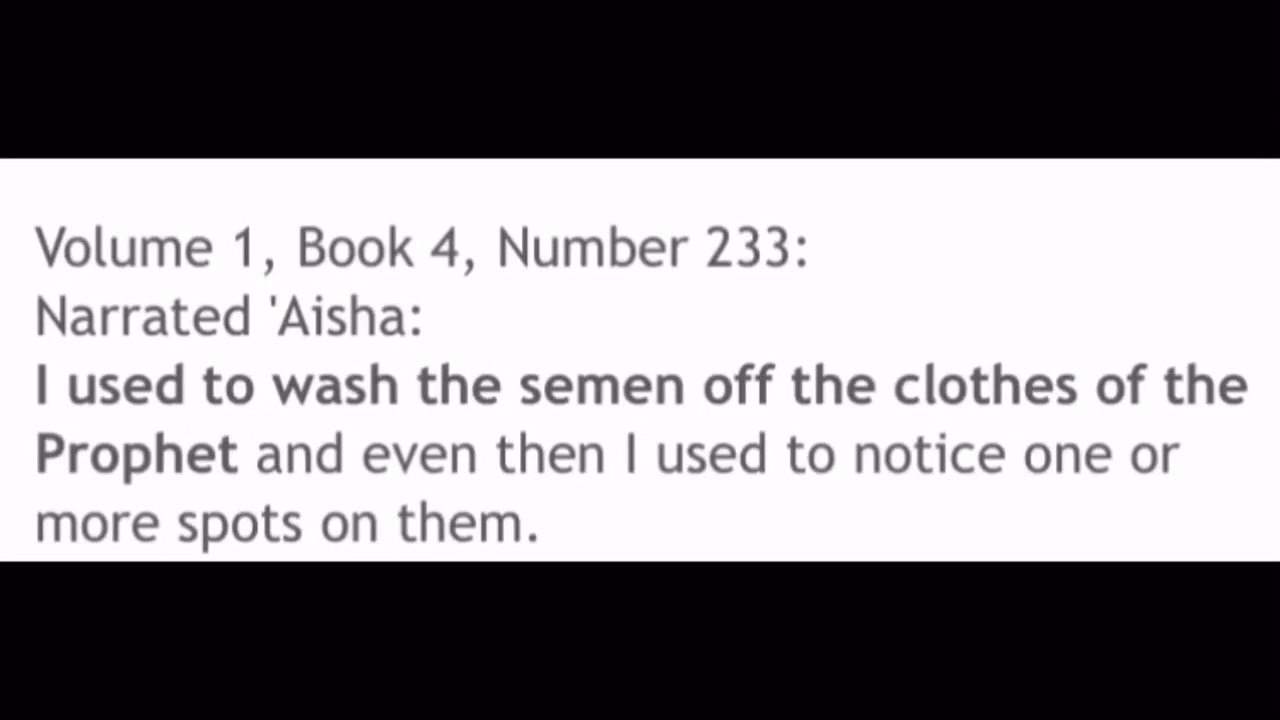 Volume 1, Book 4, Number 233:
Narrated 'Aisha:
I used to wash the semen off the clothes of the
Prophet and even then I used to notice one or
more spots on them.